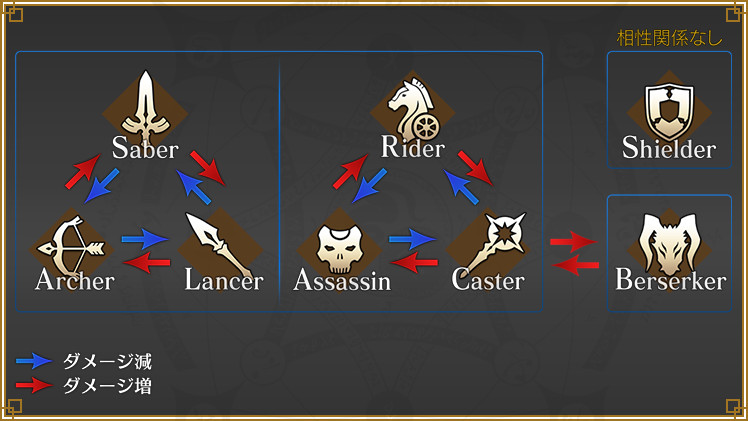 相性関係なし
Saber
Rider
Shielder
Archer
Lancer
Assassin
Caster
Berserker
ダメージ減
ダメージ増